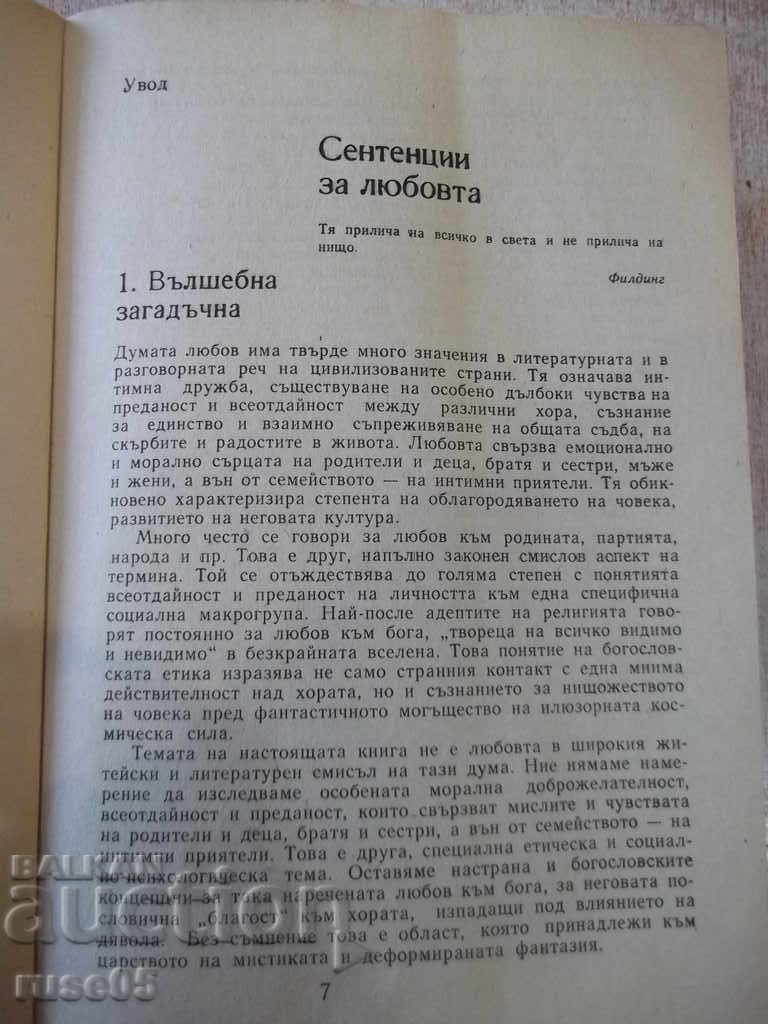 Увод
Сентенции
за любовта
Тя прилича на всичко в света и не прилича на
нищо.
Филдинг
1. Вълшебна
загадъчна
Думата любов има твърде много значения в литературната и в
разговорната реч на цивилизованите страни. Тя означава ин-
тимна дружба, съществуване на особено дълбоки чувства на
преданост и всеотдайност между различни хора, съзнание
за единство и взаимно съпреживяване на общата съдба, на
скърбите и радостите в живота. Любовта свързва емоционално
и морално сърцата на родители и деца, братя и сестри, мъже
и жени, а вън от семейството — на интимни приятели. Тя обик-
новено характеризира степента на облагородяването на човека,
развитието на неговата култура.
Много често се говори за любов към родината, партията,
народа и пр. Това е друг, напълно законен смислов аспект на
термина. Той се отъждествява до голяма степен с понятията
всеотдайност и преданост на личността към една специфична
социална макрогрупа. Най-после адептите на религията гово-
рят постоянно за любов към бога, „твореца на всичко видимо
и невидимо“ в безкрайната вселена. Това понятие на богослов-
ската етика изразява не само странния контакт с една мнима
действителност над хората, но и съзнанието за нищожеството
на човека пред фантастичното могъщество на илюзорната кос-
мическа сила.
Темата на настоящата книга не е любовта в широкия жи-
тейски и литературен смисъл на тази дума. Ние нямаме наме-
рение да изследваме особената морална доброжелателност,
всеотдайност и преданост, които свързват мислите и чувствата
на родители и деца, братя и сестри, а вън от семейството — на
интимни приятели. Това е друга, специална етическа и социал-
но-психологическа тема. Оставяме настрана и богословските
концепции за така наречената любов към бога, за неговата по-
словична „благост“ към хората, изпадащи под влиянието на
дявола. Без съмнение това е област, която принадлежи към
царството на мистиката и деформираната фантазия.
7
BALKAN
auction
ruse05